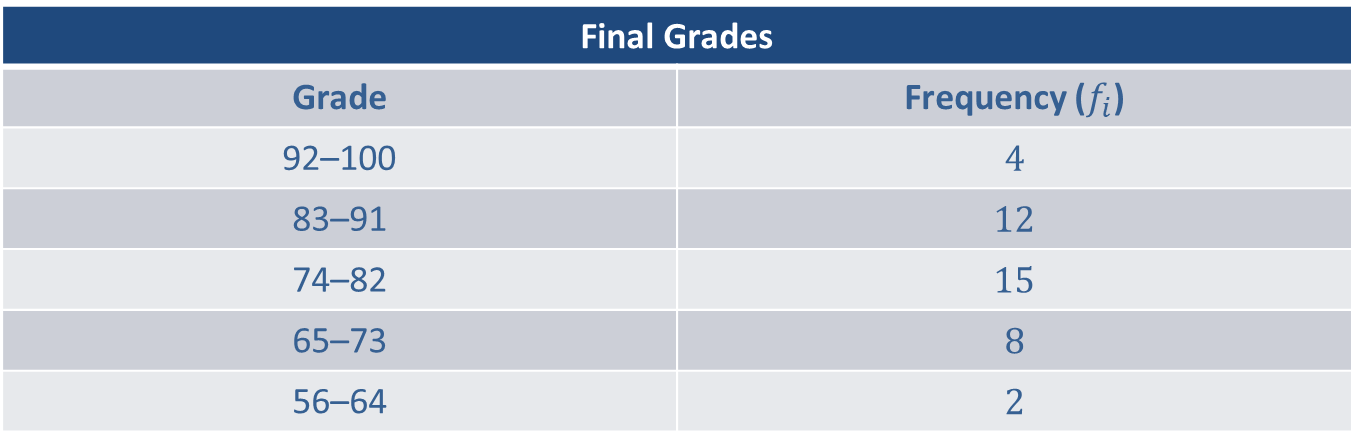 Final Grades
Grade Frequency (fᵢ)
92–100 4
83–91 12
74–82 15
65–73 8
56–64 2